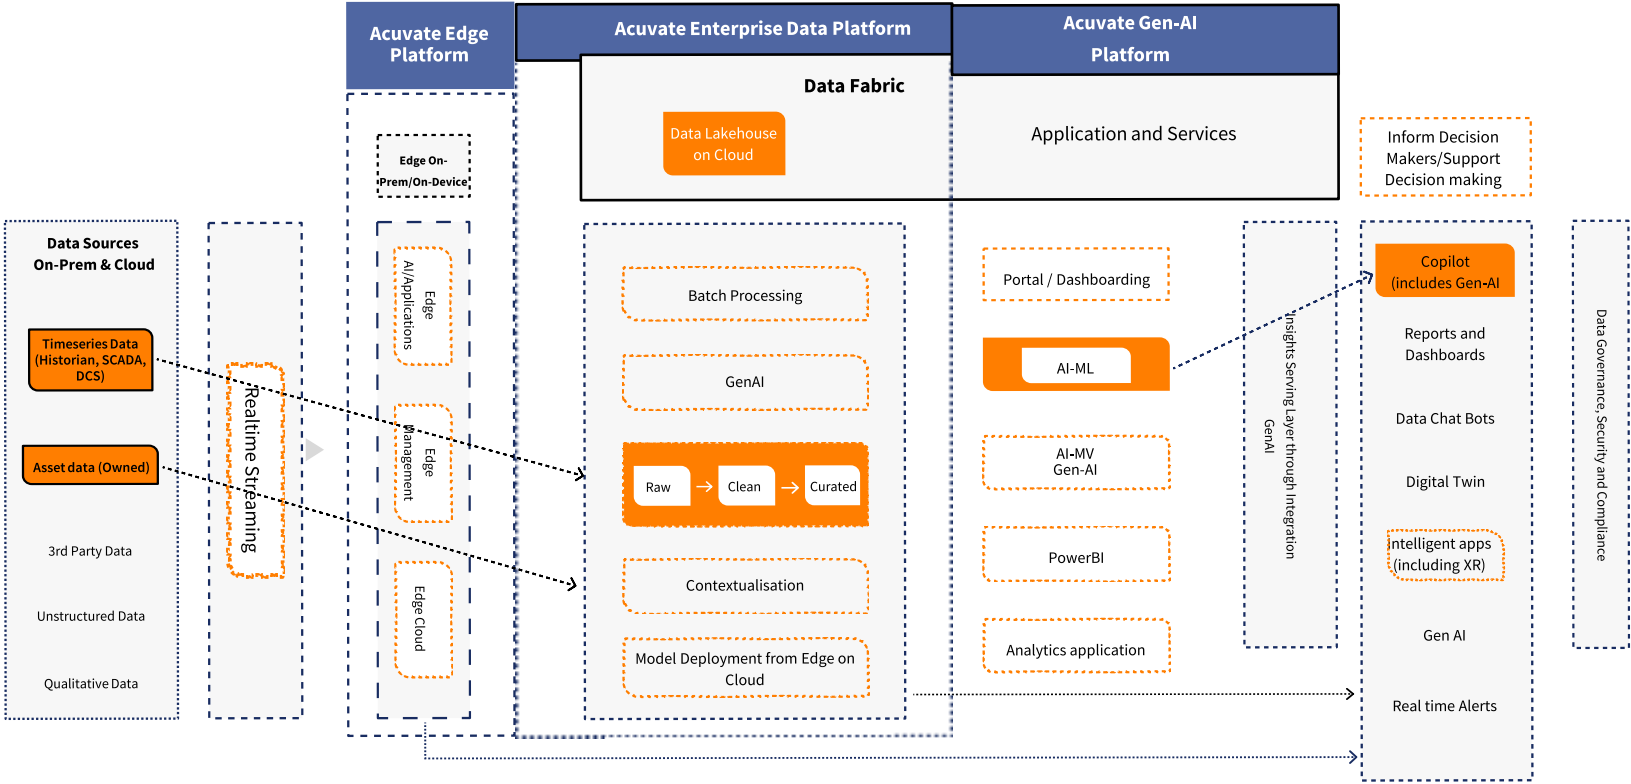 Acuvate Edge
Platform
Acuvate Enterprise Data Platform
Acuvate Gen-AI
Platform
Data Fabric
Data Lakehouse
on Cloud
Application and Services
Edge On-
Prem/On-Device
Inform Decision
Makers/Support
Decision making
Data Sources
On-Prem & Cloud
Timeseries Data
(Historian, SCADA,
DCS)
Asset data (Owned)
3rd Party Data
Unstructured Data
Qualitative Data
Realtime Streaming
Edge
AI/Applications
Edge
Management
Edge Cloud
Batch Processing
GenAI
Raw
Clean
Curated
Contextualisation
Model Deployment from Edge on
Cloud
Portal / Dashboarding
AI-ML
AI-MV
Gen-AI
PowerBI
Analytics application
Insights Serving Layer through Integration
GenAI
Copilot
(includes Gen-AI
Reports and
Dashboards
Data Chat Bots
Digital Twin
Intelligent apps
(including XR)
Gen AI
Real time Alerts
Data Governance, Security and Compliance